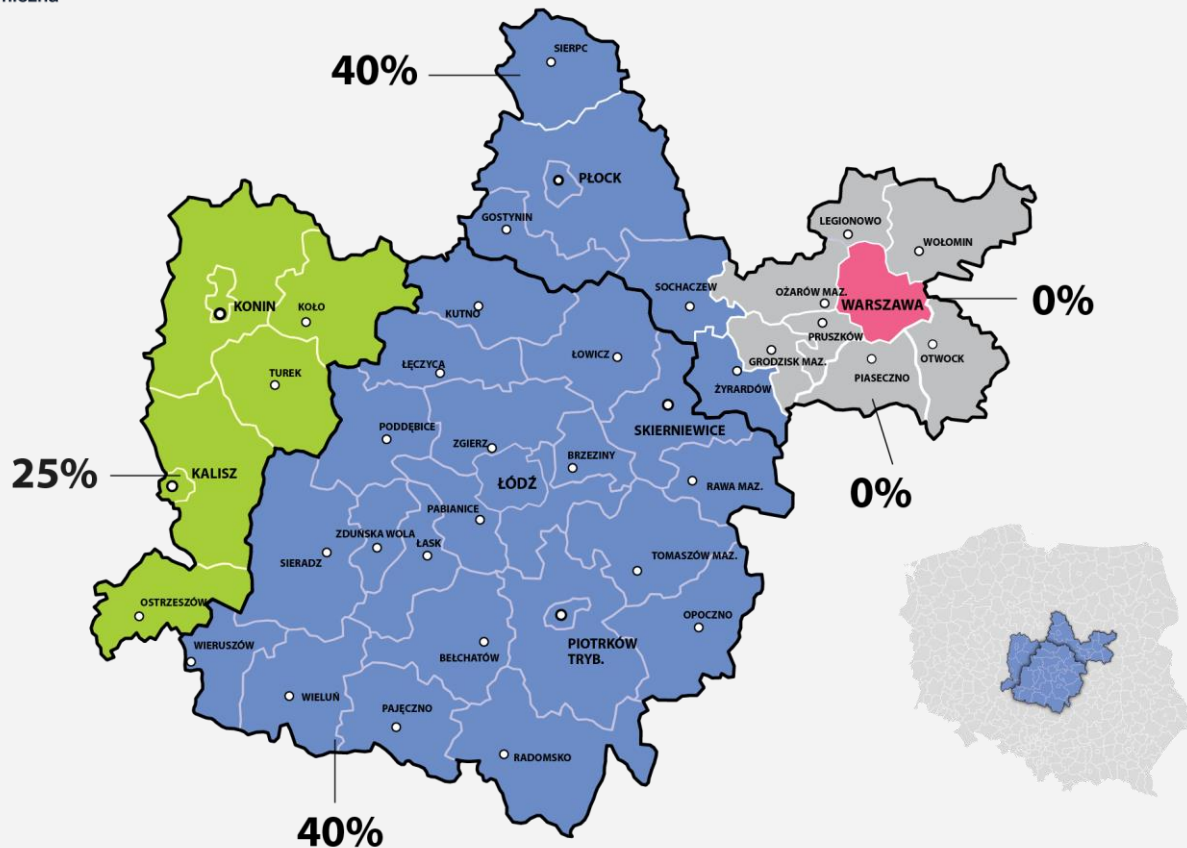 SIERPC
40%
PŁOCK
GOSTYNIN
LEGIONOWO
WOŁOMIN
SOCHACZEW
OŻARÓW MAZ.
WARSZAWA
0%
KONIN
KOŁO
KUTNO
PRUSZKÓW
ŁOWICZ
GRODZISK MAZ.
OTWOCK
ŁĘCZYCA
TUREK
ŻYRARDÓW
PIASECZNO
PODDĘBICE
SKIERNIEWICE
ZGIERZ
BRZEZINY
25%
KALISZ
ŁÓDŹ
RAWA MAZ.
0%
PABIANICE
ZDUŃSKA WOLA
ŁASK
SIERADZ
TOMASZÓW MAZ.
OSTRZESZÓW
OPOCZNO
WIERUSZÓW
PIOTRKÓW
TRYB.
BEŁCHATÓW
WIELUŃ
PAJĘCZNO
RADOMSKO
40%